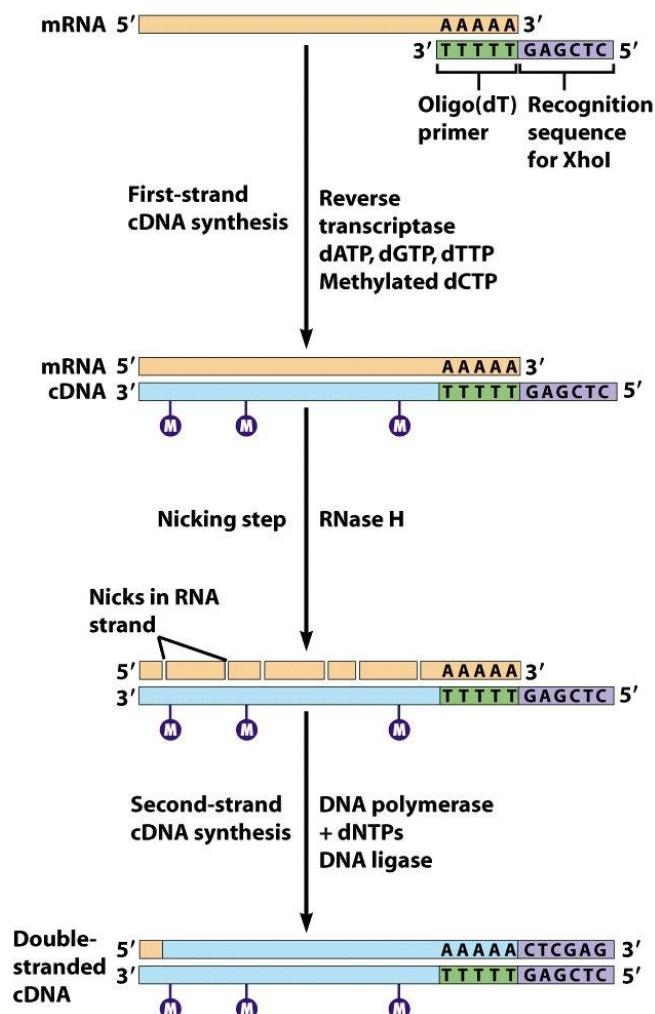 mRNA 5′ AAAAA 3′
3′ TTTTT GAGCTC 5′
Oligo(dT) primer
Recognition sequence for XhoI
First-strand
cDNA synthesis
Reverse
transcriptase
dATP, dGTP, dTTP
Methylated dCTP
mRNA 5′ AAAAA 3′
cDNA 3′ TTTTT GAGCTC 5′
M M M
Nicking step
RNase H
Nicks in RNA
strand
5′ AAAAA 3′
3′ TTTTT GAGCTC 5′
M M M
Second-strand
cDNA synthesis
DNA polymerase
+ dNTPs
DNA ligase
Double-
stranded
cDNA
5′ AAAAA CTCGAG 3′
3′ TTTTT GAGCTC 5′
M M M